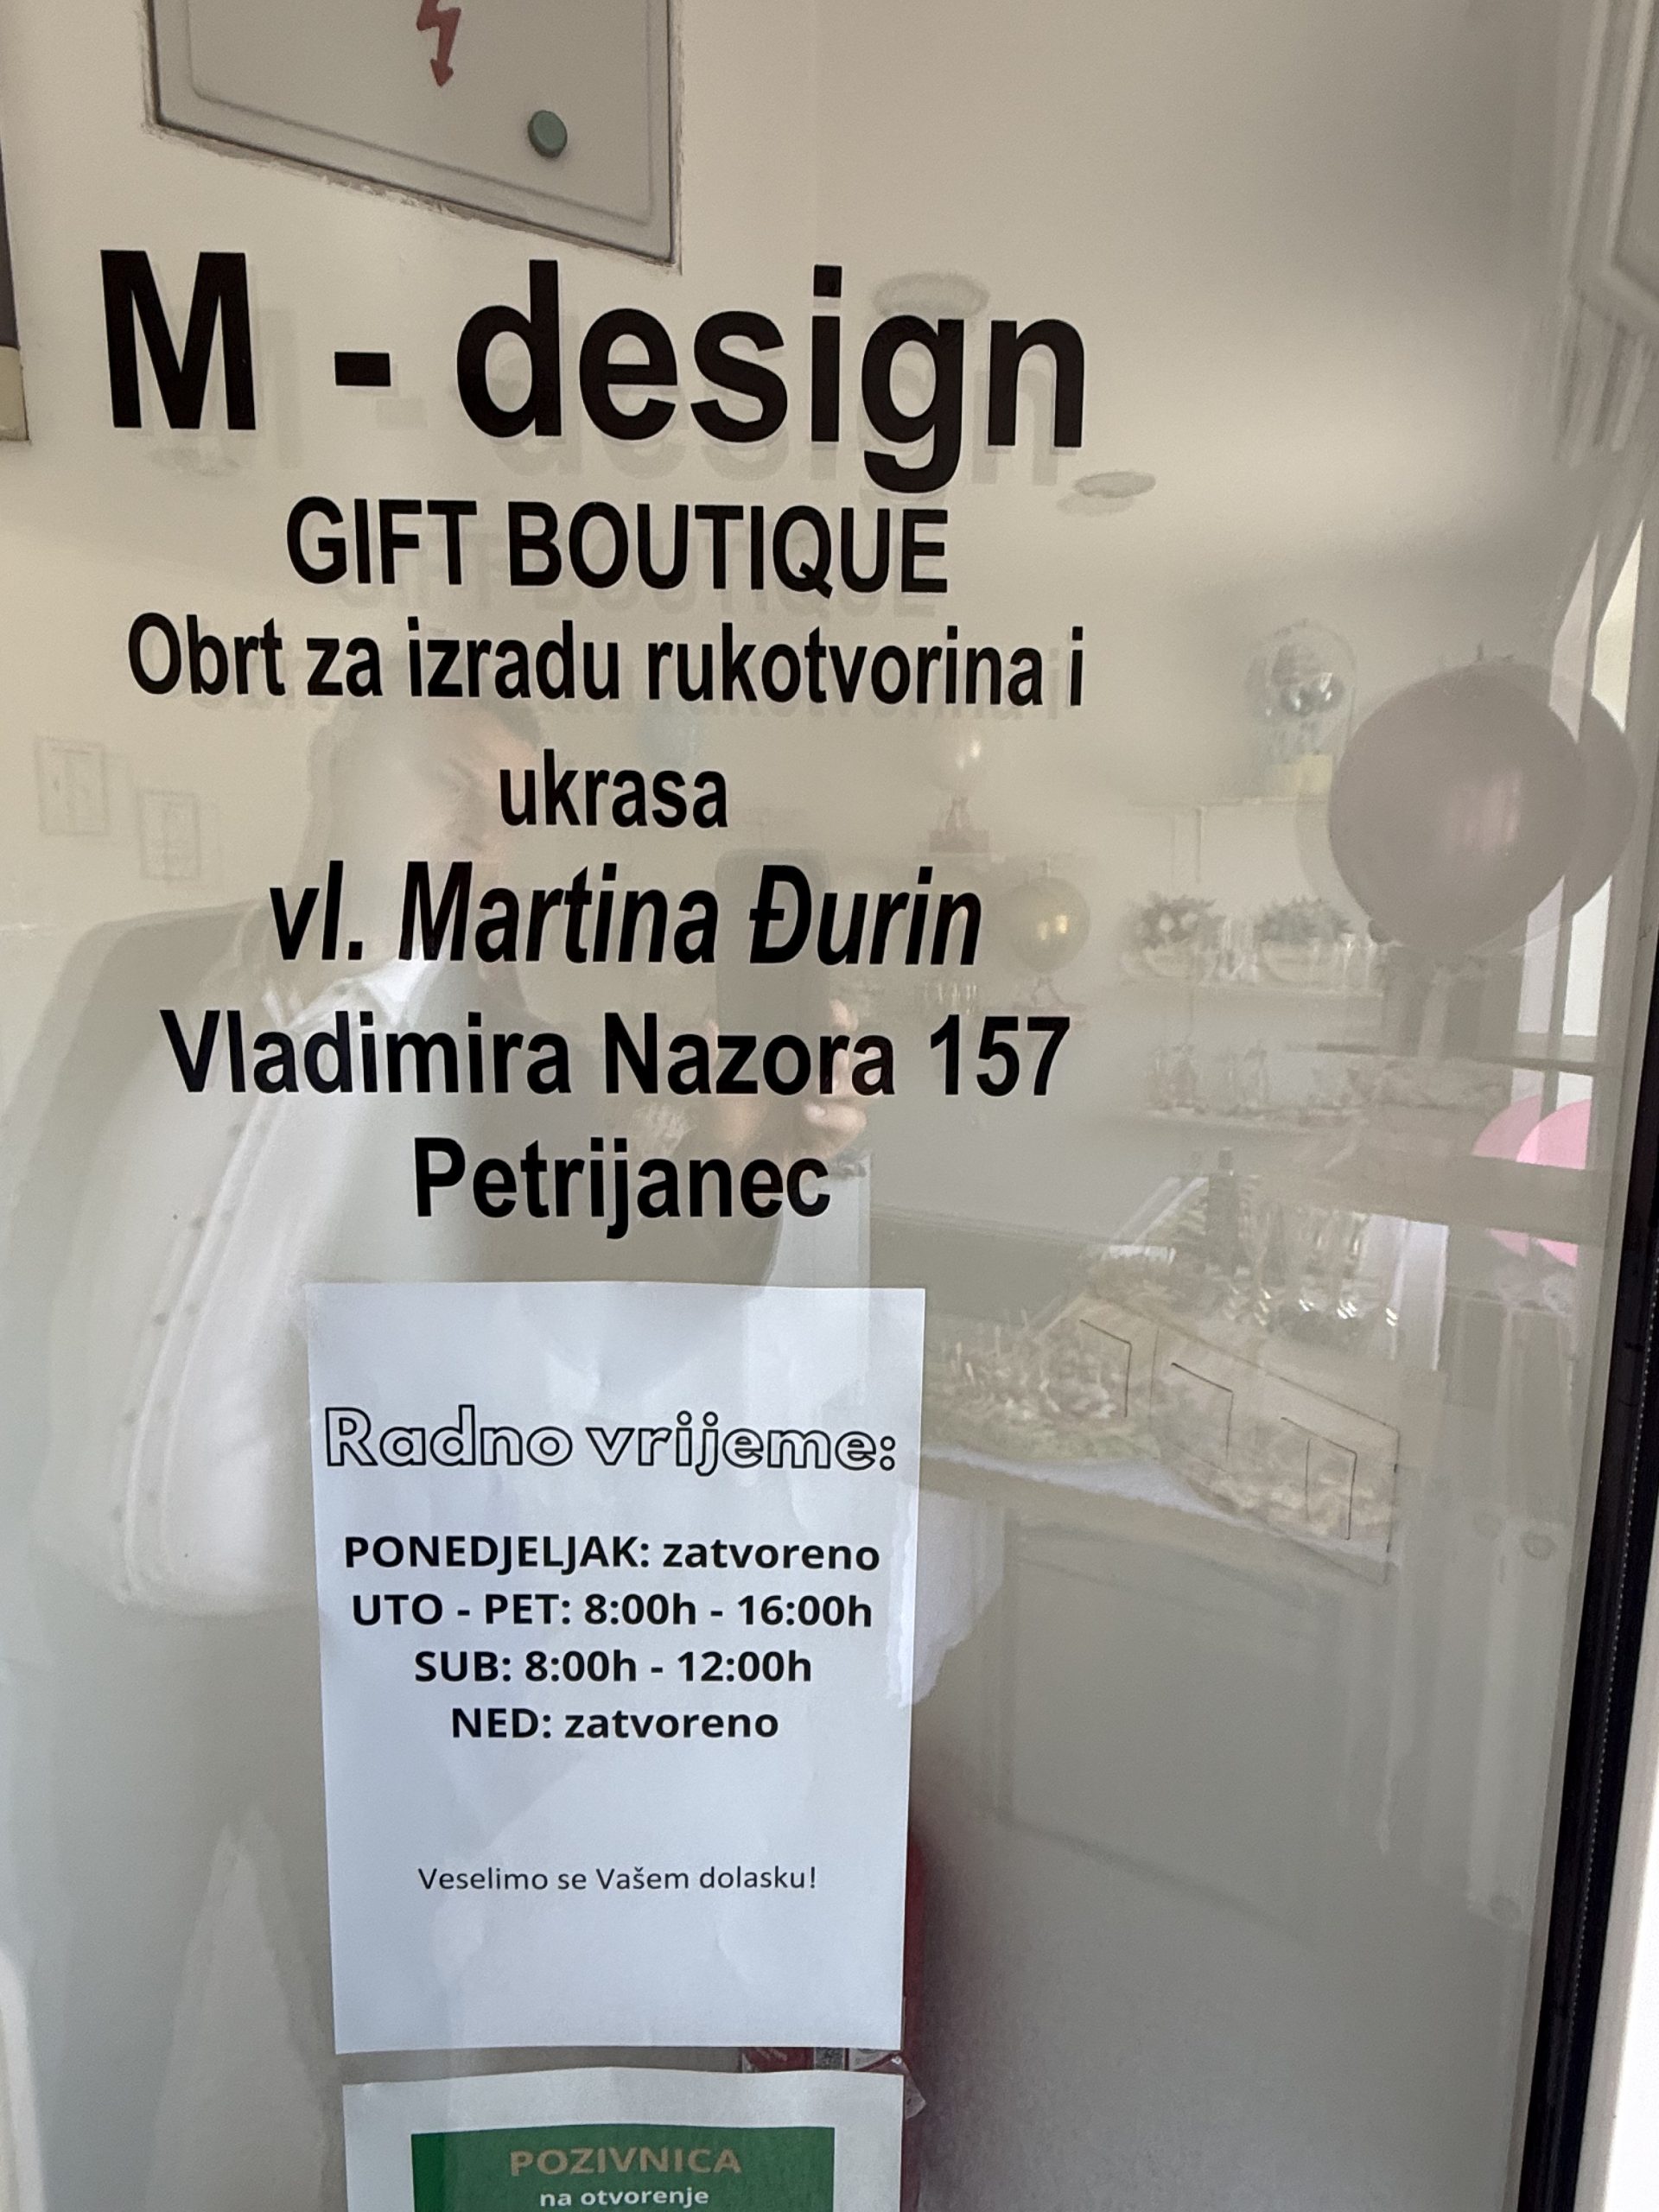 M - design
GIFT BOUTIQUE
Obrt za izradu rukotvorina i
ukrasa
vl. Martina Đurin
Vladimira Nazora 157
Petrijanec
Radno vrijeme:
PONEDJELJAK: zatvoreno
UTO - PET: 8:00h - 16:00h
SUB: 8:00h - 12:00h
NED: zatvoreno
Veselimo se Vašem dolasku!
POZIVNICA
na otvorenje